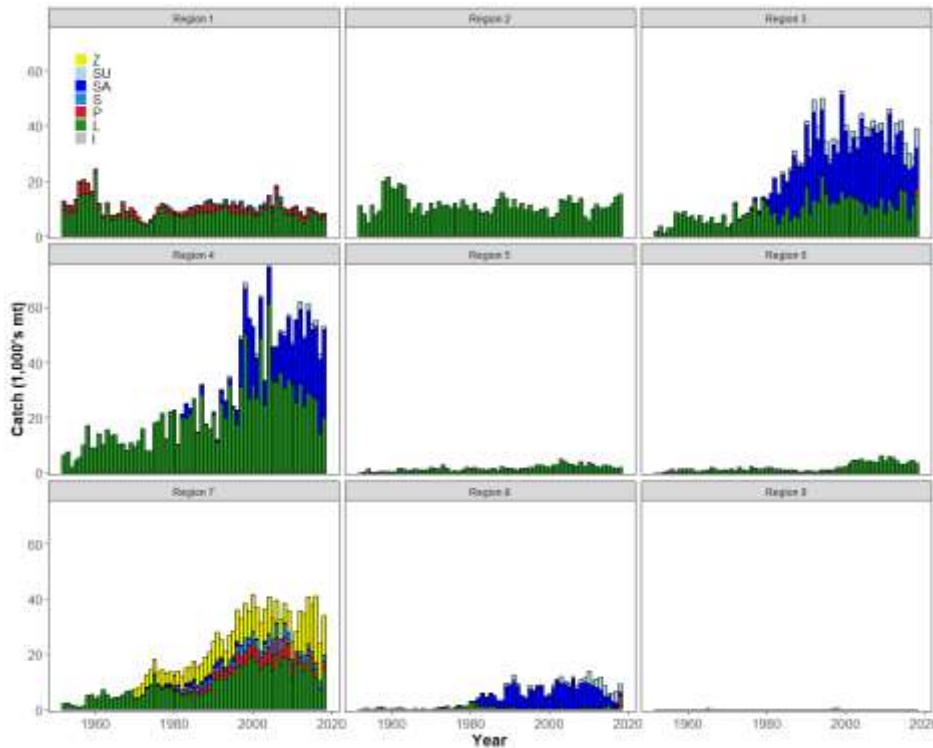 Region 1
Region 2
Region 3
Z
SU
SA
S
P
L
I
60
40
20
0
Region 4
Region 5
Region 6
60
40
20
0
Catch (1,000's mt)
Region 7
Region 8
Region 9
60
40
20
0
1960
1980
2000
2020
1960
1980
2000
2020
1960
1980
2000
2020
Year